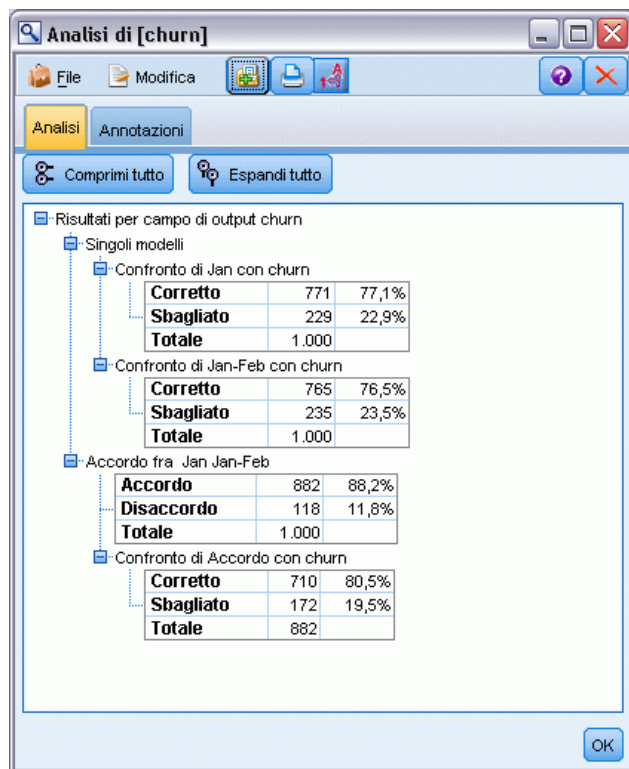 Analisi di [churn]
File Modifica
Analisi Annotazioni
Comprimi tutto Espandi tutto
Risultati per campo di output churn
Singoli modelli
Confronto di Jan con churn
Corretto 771 77,1%
Sbagliato 229 22,9%
Totale 1.000
Confronto di Jan-Feb con churn
Corretto 765 76,5%
Sbagliato 235 23,5%
Totale 1.000
Accordo fra Jan Jan-Feb
Accordo 882 88,2%
Disaccordo 118 11,8%
Totale 1.000
Confronto di Accordo con churn
Corretto 710 80,5%
Sbagliato 172 19,5%
Totale 882
OK